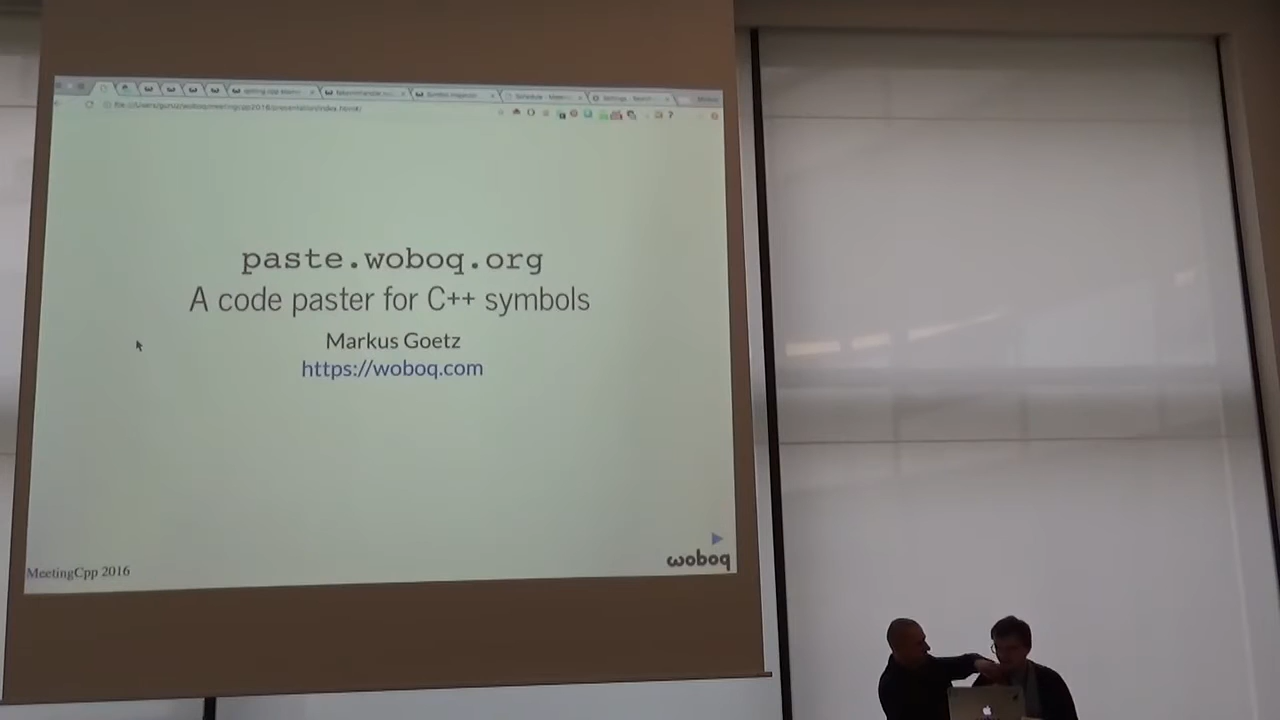 paste.woboq.org
A code paster for C++ symbols
Markus Goetz
https://woboq.com
MeetingCpp 2016
woboq